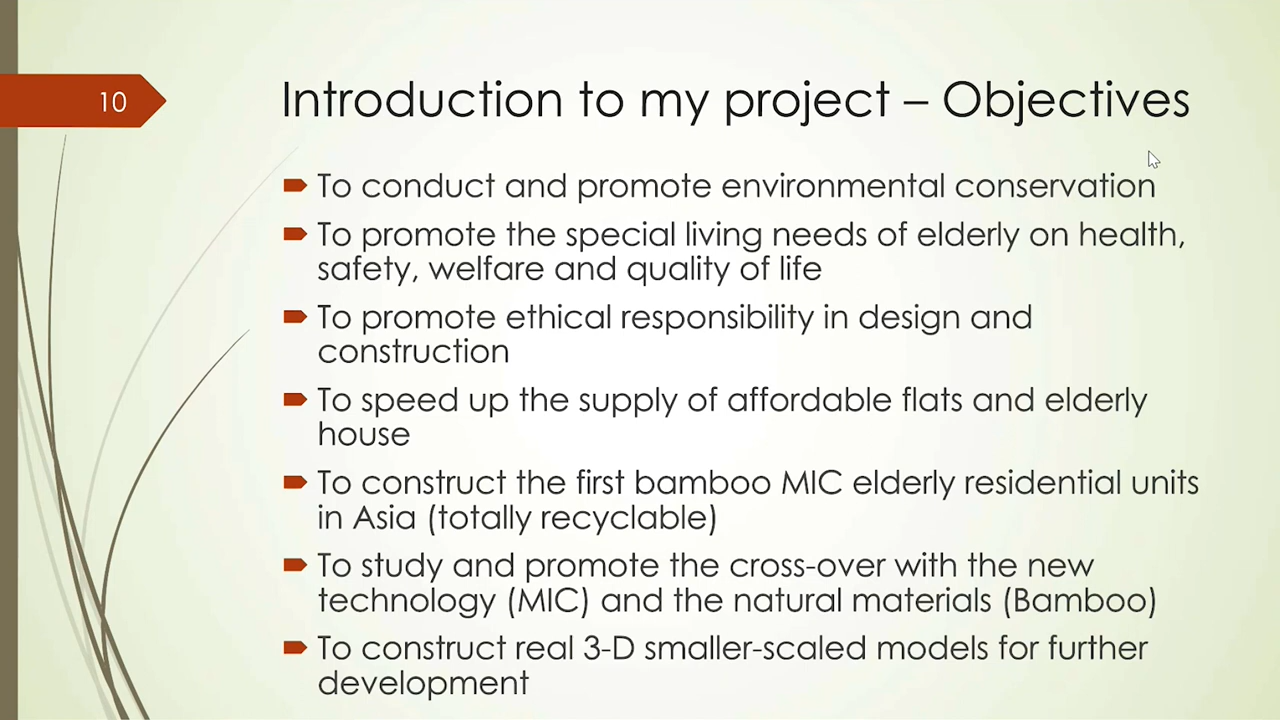 10
Introduction to my project – Objectives
To conduct and promote environmental conservation
To promote the special living needs of elderly on health,
safety, welfare and quality of life
To promote ethical responsibility in design and
construction
To speed up the supply of affordable flats and elderly
house
To construct the first bamboo MIC elderly residential units
in Asia (totally recyclable)
To study and promote the cross-over with the new
technology (MIC) and the natural materials (Bamboo)
To construct real 3-D smaller-scaled models for further
development